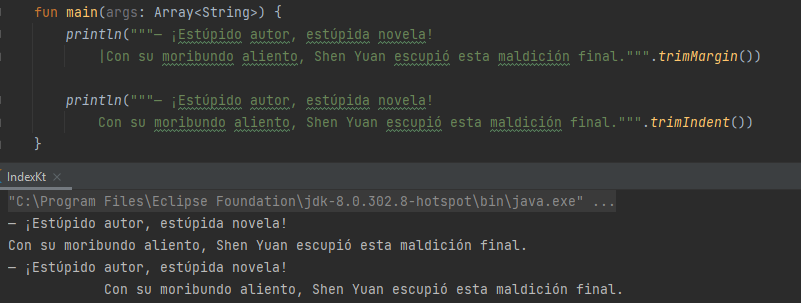 fun main(args: Array<String>) {
println("""— ¡Estúpido autor, estúpida novela!
|Con su moribundo aliento, Shen Yuan escupió esta maldición final.""".trimMargin())
println("""— ¡Estúpido autor, estúpida novela!
Con su moribundo aliento, Shen Yuan escupió esta maldición final.""".trimIndent())
}
IndexKt ×
"C:\Program Files\Eclipse Foundation\jdk-8.0.302.8-hotspot\bin\java.exe" ...
— ¡Estúpido autor, estúpida novela!
Con su moribundo aliento, Shen Yuan escupió esta maldición final.
— ¡Estúpido autor, estúpida novela!
Con su moribundo aliento, Shen Yuan escupió esta maldición final.